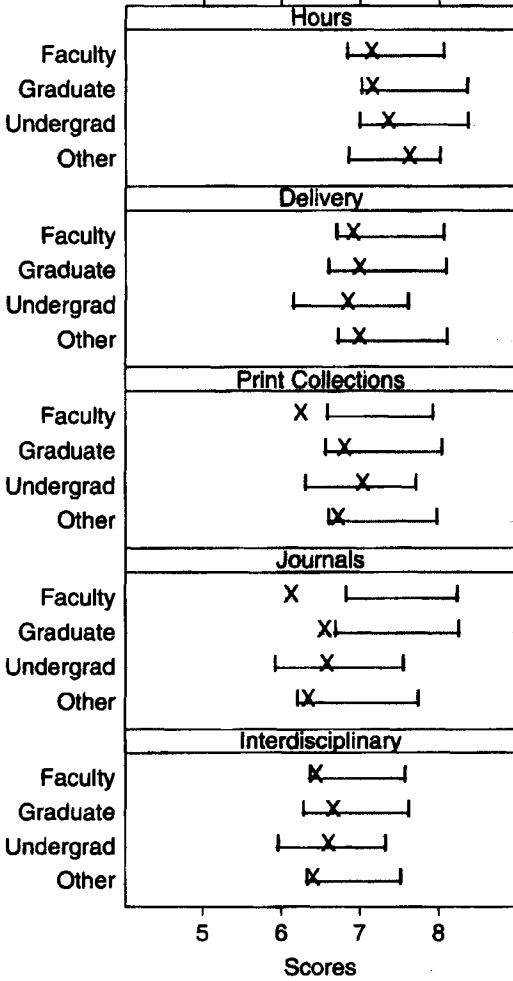 Hours
Faculty
Graduate
Undergrad
Other
Delivery
Faculty
Graduate
Undergrad
Other
Print Collections
Faculty
Graduate
Undergrad
Other
Journals
Faculty
Graduate
Undergrad
Other
Interdisciplinary
Faculty
Graduate
Undergrad
Other
5 6 7 8
Scores